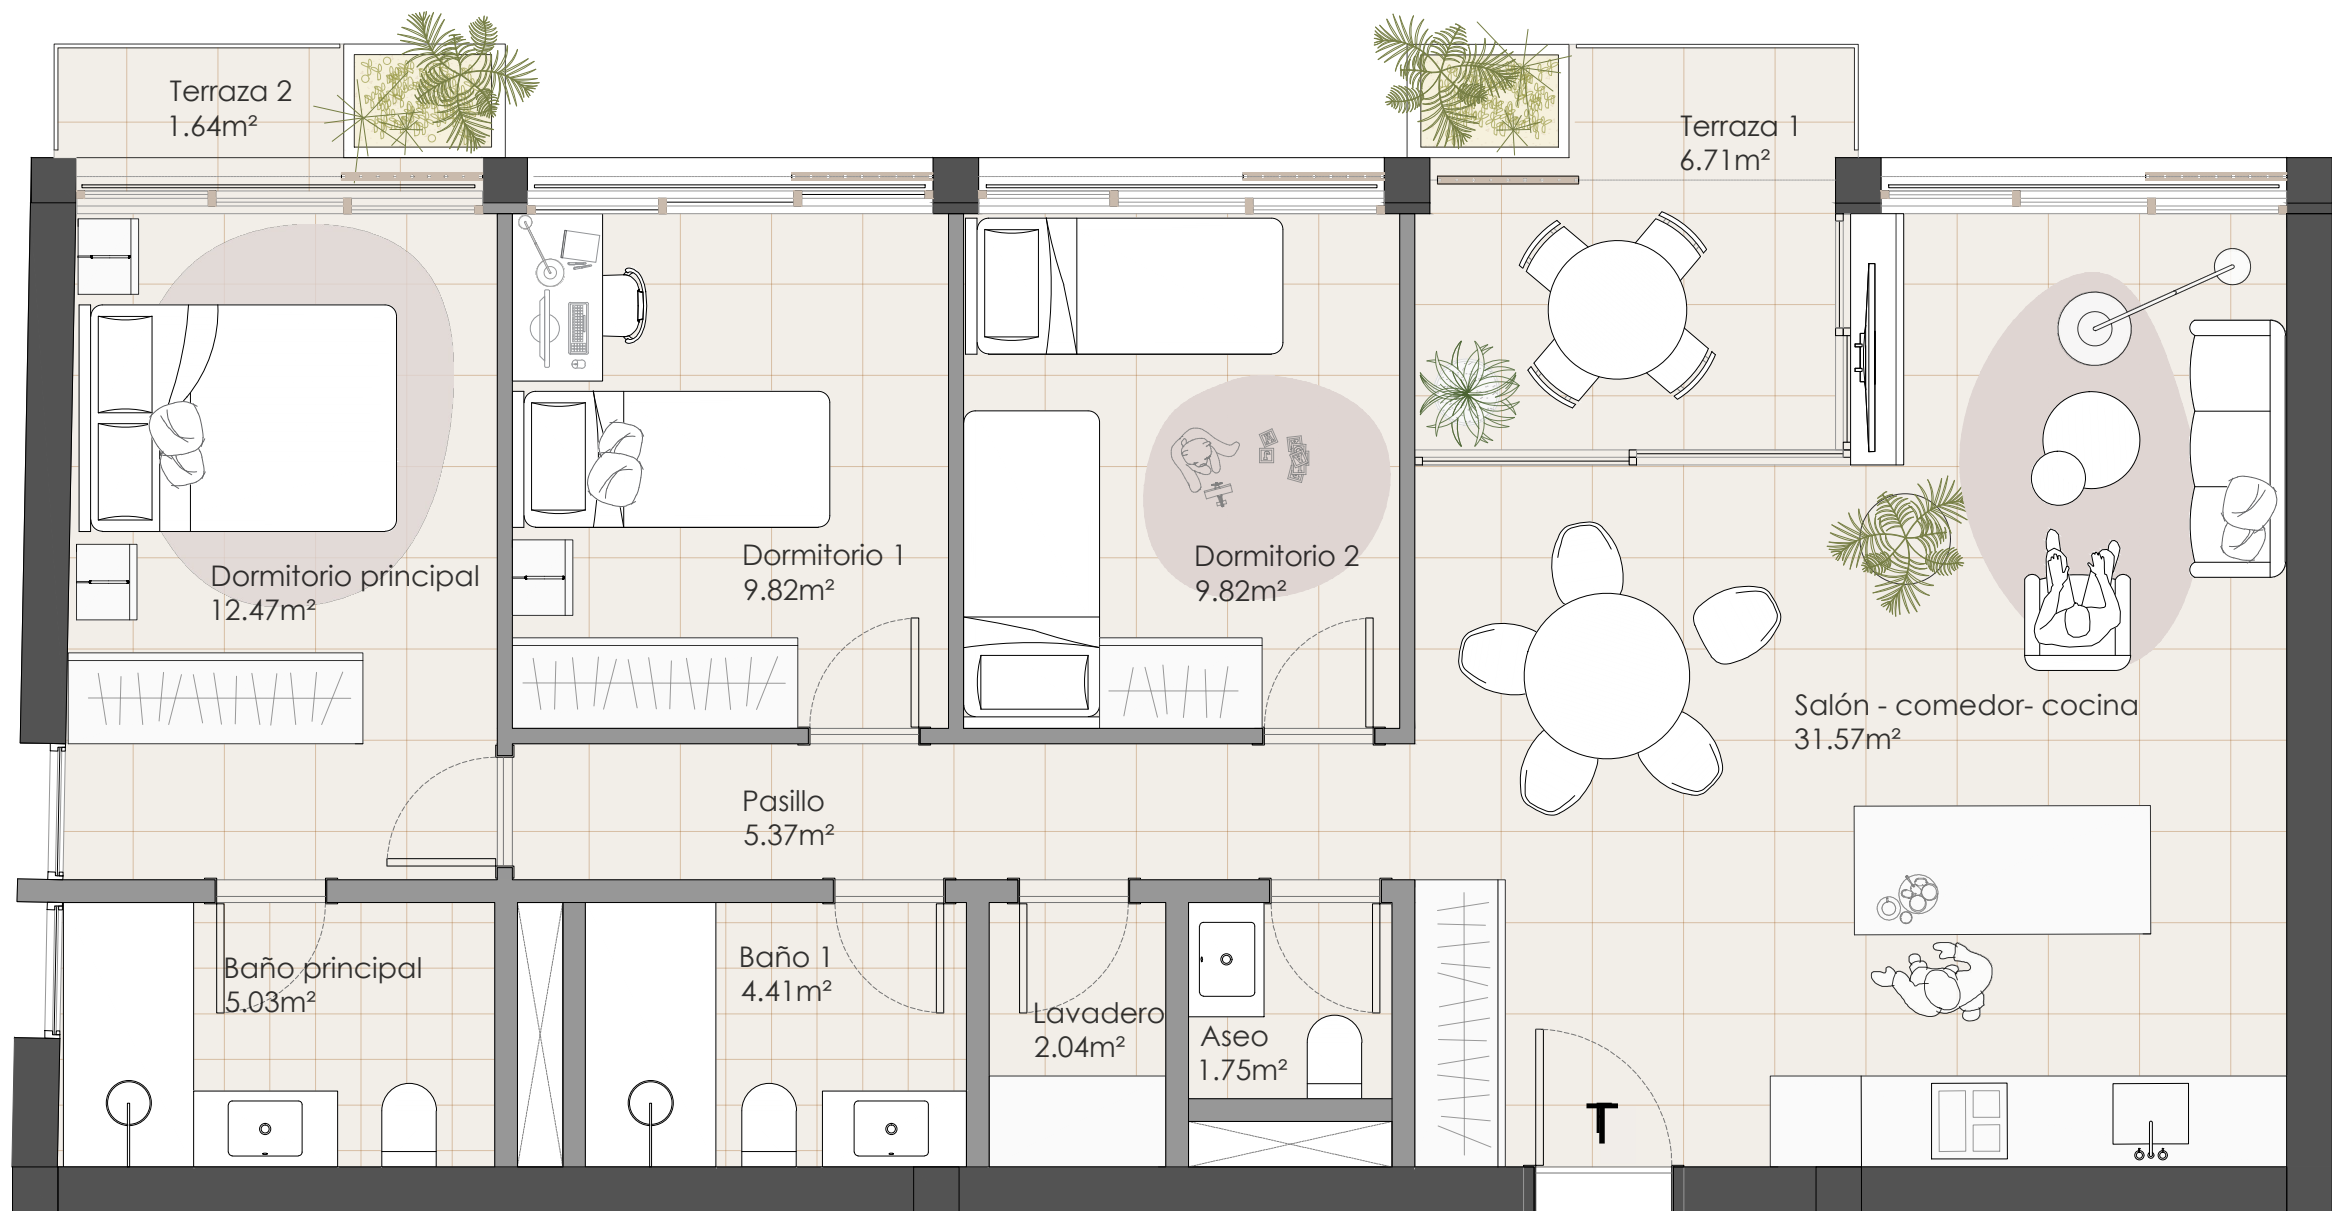 Terraza 2
1.64m²
Terraza 1
6.71m²
Dormitorio principal
12.47m²
Dormitorio 1
9.82m²
Dormitorio 2
9.82m²
Salón - comedor- cocina
31.57m²
Pasillo
5.37m²
Baño principal
5.03m²
Baño 1
4.41m²
Lavadero
2.04m²
Aseo
1.75m²